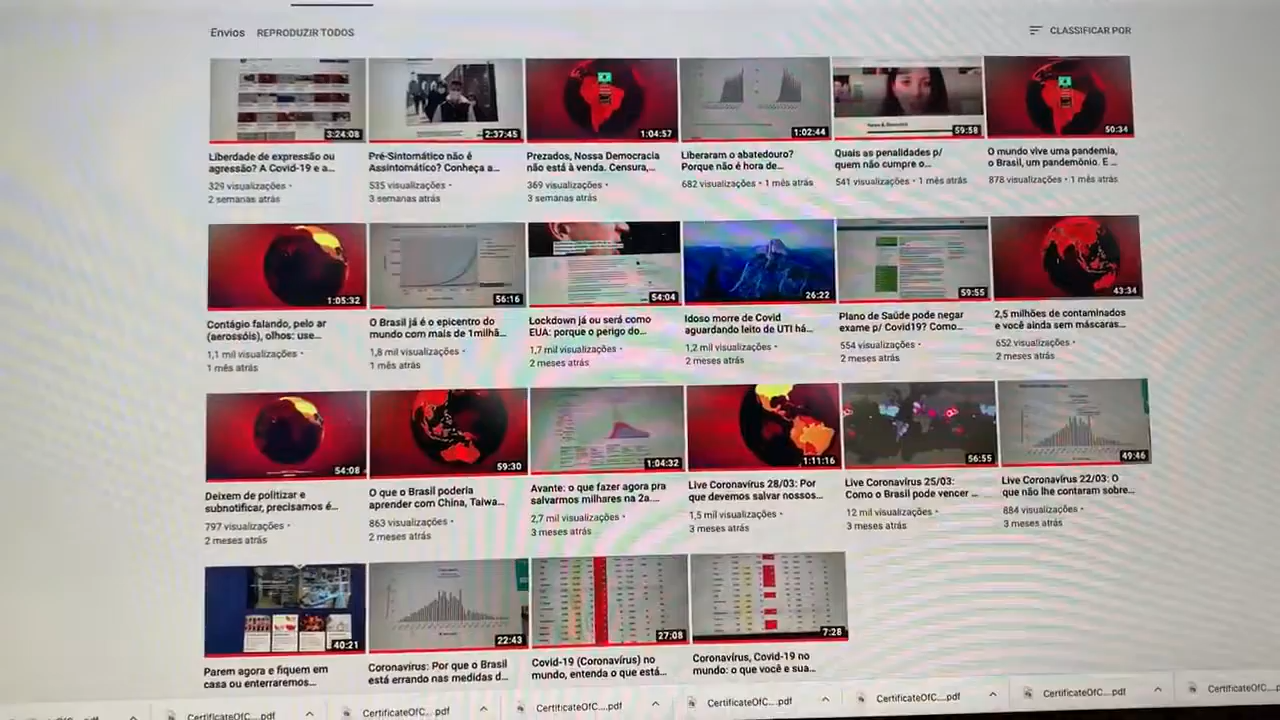 Envios REPRODUZIR TODOS
CLASSIFICAR POR
3:24:08
2:37:45
1:04:57
1:02:44
59:58
50:34
Liberdade de expressão ou
agressão? A Covid-19 e a...
329 visualizações •
2 semanas atrás
Pré-Sintomático não é
Assintomático? Conheça a...
535 visualizações •
3 semanas atrás
Prezados, Nossa Democracia
não está à venda. Censura,...
369 visualizações •
3 semanas atrás
Liberaram o abatedouro?
Porque não é hora de...
682 visualizações • 1 mês atrás
Quais as penalidades p/
quem não cumpre o...
541 visualizações • 1 mês atrás
O mundo vive uma pandemia,
o Brasil, um pandemônio. E ...
878 visualizações • 1 mês atrás
1:05:32
56:16
54:04
26:22
59:55
43:34
Contágio falando, pelo ar
(aerossóis), olhos: use...
1,1 mil visualizações •
1 mês atrás
O Brasil já é o epicentro do
mundo com mais de 1milhã...
1,8 mil visualizações •
1 mês atrás
Lockdown já ou será como
EUA: porque o perigo do...
1,7 mil visualizações •
2 meses atrás
Idoso morre de Covid
aguardando leito de UTI há...
1,2 mil visualizações •
2 meses atrás
Plano de Saúde pode negar
exame p/ Covid19? Como...
554 visualizações •
2 meses atrás
2,5 milhões de contaminados
e você ainda sem máscaras...
652 visualizações •
2 meses atrás
54:08
59:30
1:04:32
1:11:16
56:55
49:46
Deixem de politizar e
subnotificar, precisamos é...
797 visualizações •
2 meses atrás
O que o Brasil poderia
aprender com China, Taiwa...
863 visualizações •
2 meses atrás
Avante: o que fazer agora pra
salvarmos milhares na 2a....
2,7 mil visualizações •
3 meses atrás
Live Coronavírus 28/03: Por
que devemos salvar nossos...
1,5 mil visualizações •
3 meses atrás
Live Coronavírus 25/03:
Como o Brasil pode vencer ...
12 mil visualizações •
3 meses atrás
Live Coronavírus 22/03: O
que não lhe contaram sobre...
884 visualizações •
3 meses atrás
40:21
22:43
27:08
7:28
Parem agora e fiquem em
casa ou enterraremos...
Coronavírus: Por que o Brasil
está errando nas medidas d...
Covid-19 (Coronavírus) no
mundo, entenda o que está...
Coronavírus, Covid-19 no
mundo: o que você e sua...
CertificateOfC...pdf
CertificateOfC...pdf
CertificateOfC...pdf
CertificateOfC...pdf
CertificateOfC...pdf
CertificateOfC...pdf
CertificateOfC...p